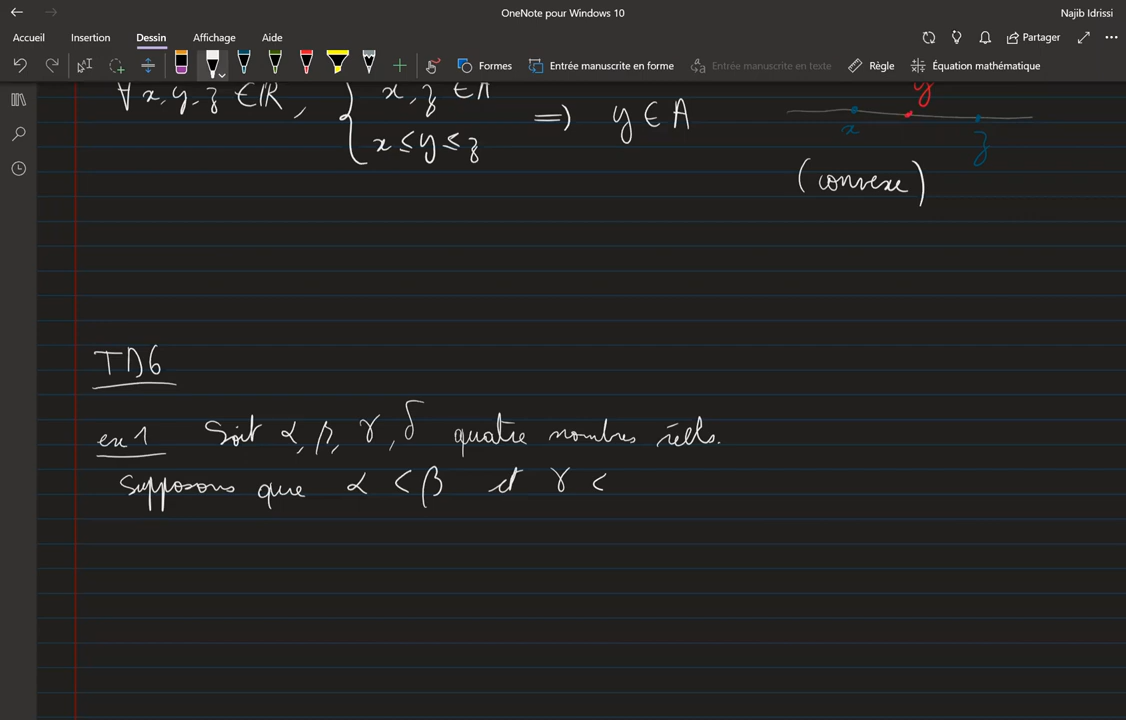 OneNote pour Windows 10
Najib Idrissi
Accueil Insertion Dessin Affichage Aide
Partager
Formes Entrée manuscrite en forme Entrée manuscrite en texte Règle Équation mathématique
∀ x, y, z ∈ ℝ, { x, z ∈ A
x ≤ y ≤ z
⟹ y ∈ A
y
x
z
(convexe)
TD6
ex 1 Soit α, β, γ, δ quatre nombres réels.
Supposons que α < β et γ <